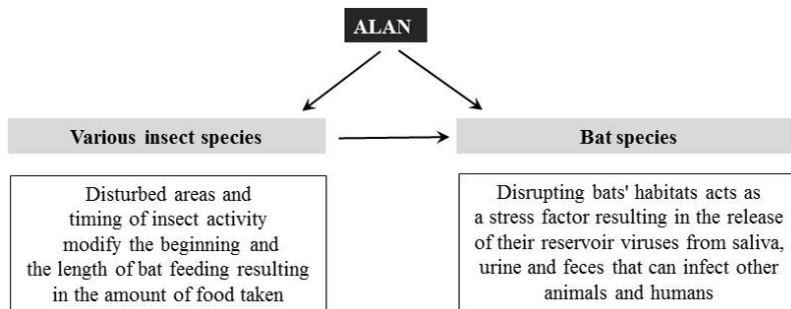 ALAN
Various insect species
Bat species
Disturbed areas and
timing of insect activity
modify the beginning and
the length of bat feeding resulting
in the amount of food taken
Disrupting bats' habitats acts as
a stress factor resulting in the release
of their reservoir viruses from saliva,
urine and feces that can infect other
animals and humans